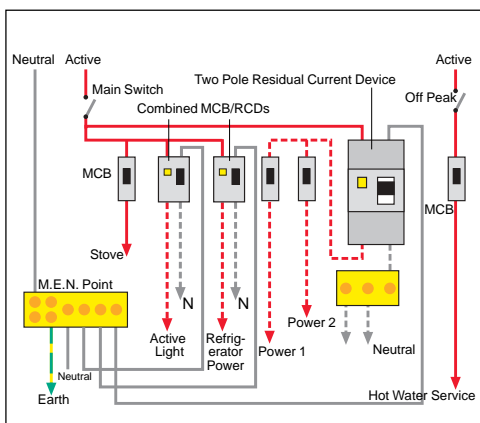 Neutral Active Active
Two Pole Residual Current Device
Main Switch
Off Peak
Combined MCB/RCDs
MCB
MCB
Stove
M.E.N. Point
N N
Power 2
Active
Light
Refrig-
erator
Power
Power 1
Neutral
Neutral
Earth
Hot Water Service